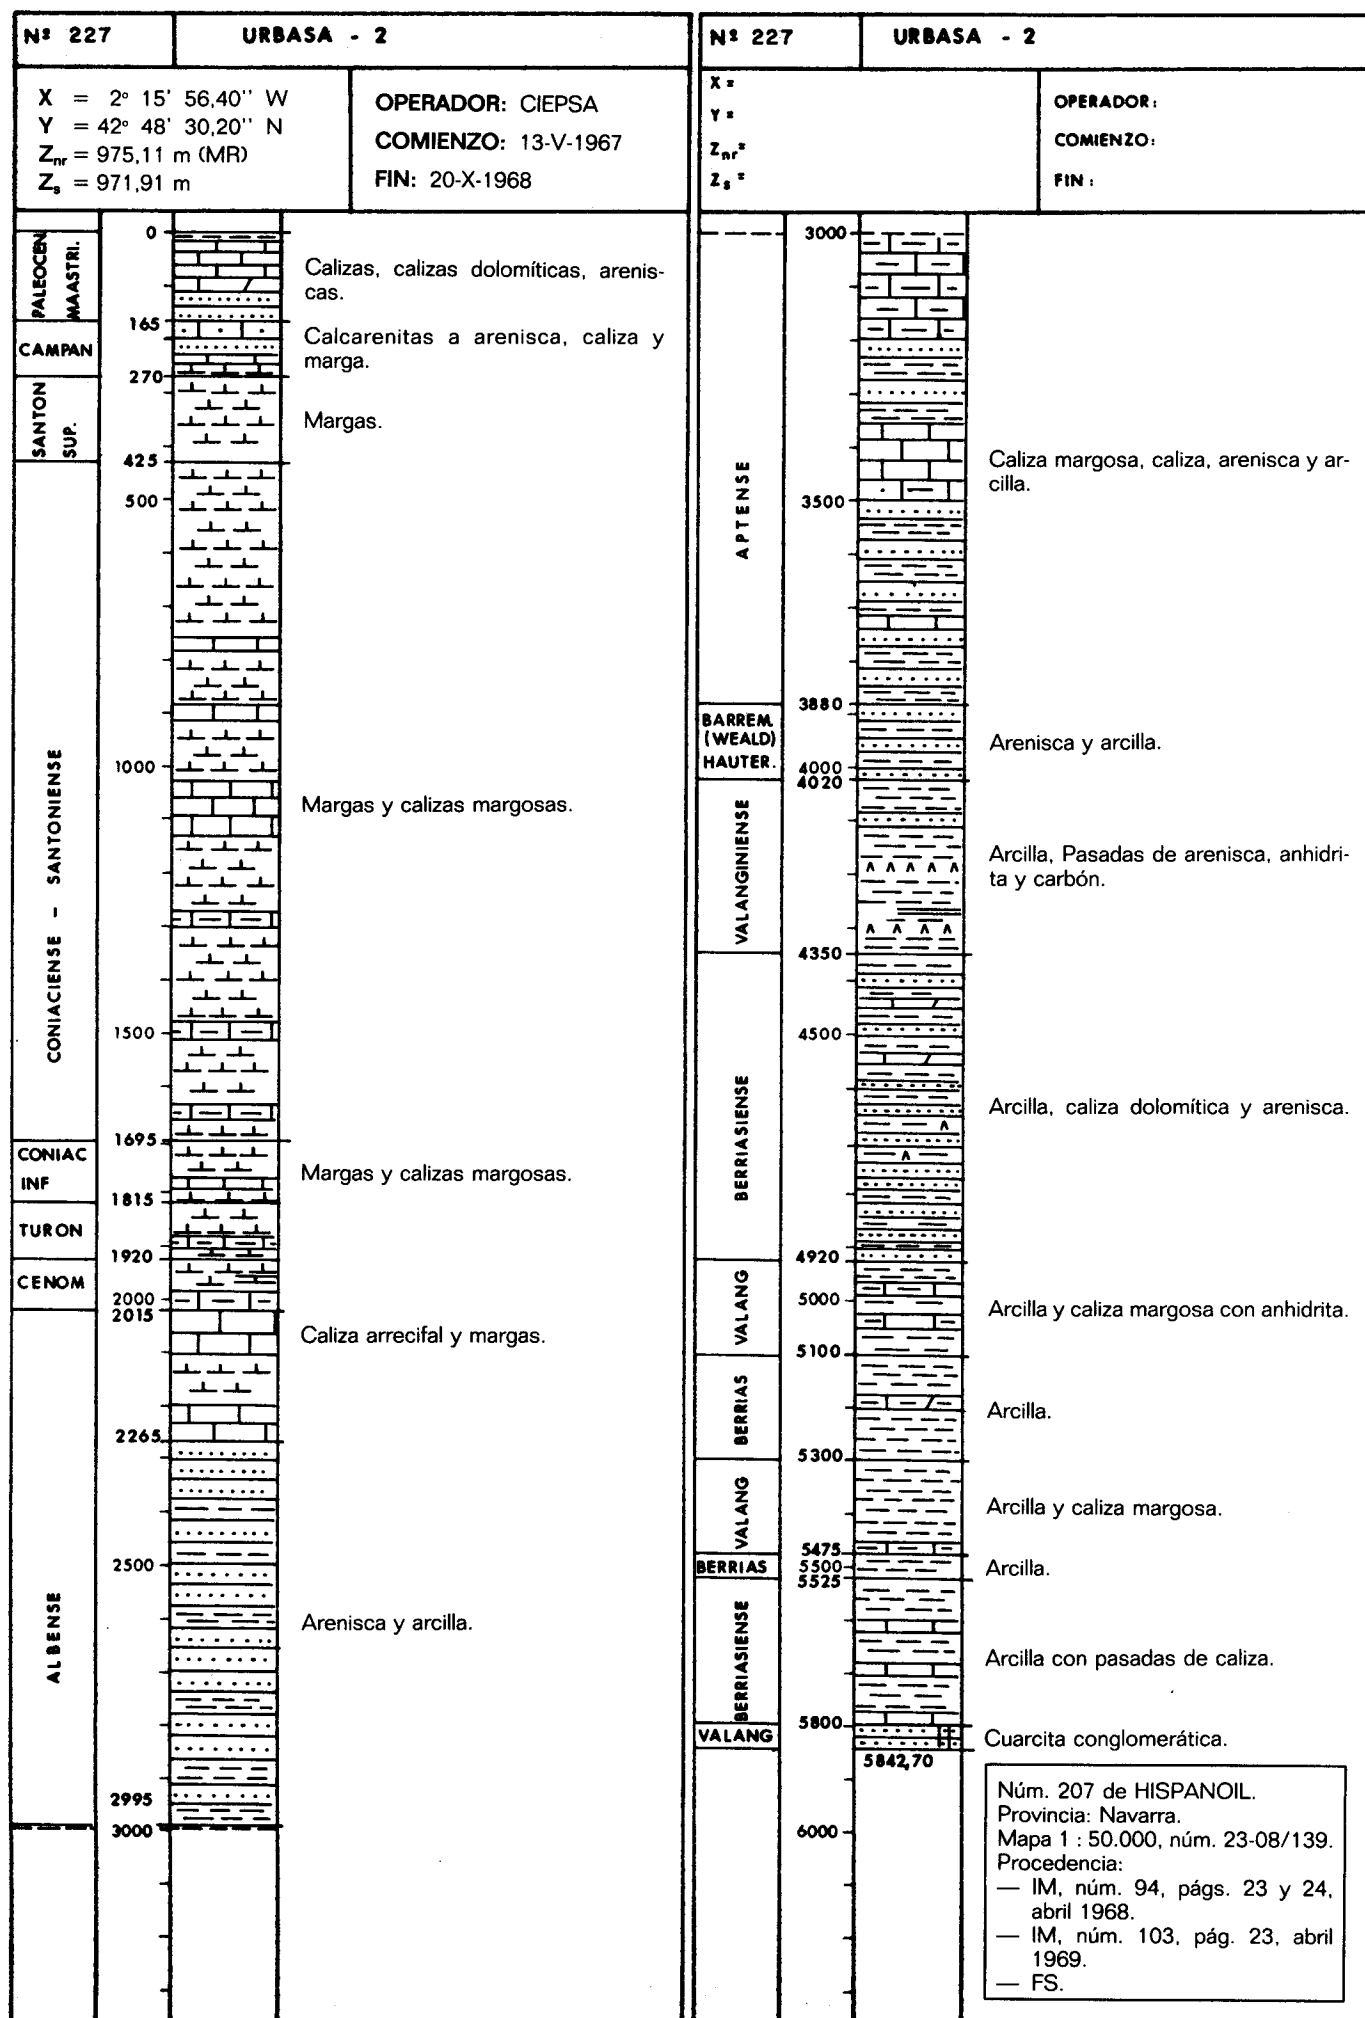 Nº 227
URBASA - 2
X = 2° 15' 56,40'' W
Y = 42° 48' 30,20'' N
Znr = 975,11 m (MR)
Zs = 971,91 m
OPERADOR: CIEPSA
COMIENZO: 13-V-1967
FIN: 20-X-1968
PALEOCEN
MAASTRI.
0
Calizas, calizas dolomíticas, arenis-
cas.
165
CAMPAN
Calcarenitas a arenisca, caliza y
marga.
270
SANTON
SUP.
Margas.
425
500
CONIACIENSE - SANTONIENSE
1000
Margas y calizas margosas.
1500
1695
CONIAC
INF
Margas y calizas margosas.
1815
TURON
1920
CENOM
2000
2015
Caliza arrecifal y margas.
2265
ALBENSE
2500
Arenisca y arcilla.
2995
3000
Nº 227
URBASA - 2
X =
Y =
Znr=
Zs =
OPERADOR:
COMIENZO:
FIN:
3000
APTENSE
Caliza margosa, caliza, arenisca y ar-
cilla.
3500
3880
BARREM.
(WEALD)
HAUTER.
Arenisca y arcilla.
4000
4020
VALANGINIENSE
Arcilla, Pasadas de arenisca, anhidri-
ta y carbón.
4350
4500
BERRIASIENSE
Arcilla, caliza dolomítica y arenisca.
4920
VALANG
5000
Arcilla y caliza margosa con anhidrita.
5100
BERRIAS
Arcilla.
5300
VALANG
Arcilla y caliza margosa.
5475
BERRIAS
5500
Arcilla.
5525
BERRIASIENSE
Arcilla con pasadas de caliza.
5800
VALANG
Cuarcita conglomerática.
5842,70
6000
Núm. 207 de HISPANOIL.
Provincia: Navarra.
Mapa 1 : 50.000, núm. 23-08/139.
Procedencia:
— IM, núm. 94, págs. 23 y 24,
abril 1968.
— IM, núm. 103, pág. 23, abril
1969.
— FS.